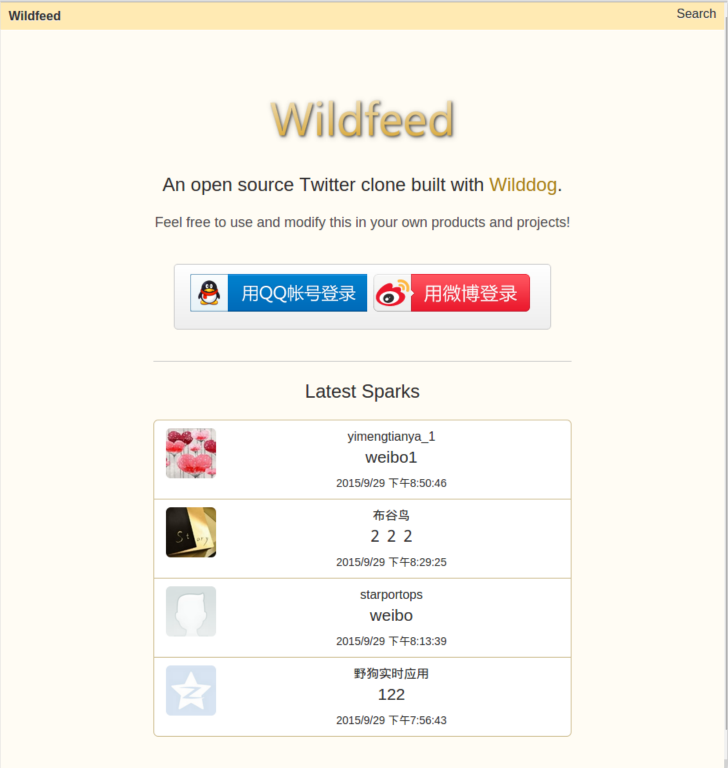 Wildfeed
Search
Wildfeed
An open source Twitter clone built with Wilddog.
Feel free to use and modify this in your own products and projects!
用QQ帐号登录
用微博登录
Latest Sparks
yimengtianya_1
weibo1
2015/9/29 下午8:50:46
布谷鸟
２２２
2015/9/29 下午8:29:25
starportops
weibo
2015/9/29 下午8:13:39
野狗实时应用
122
2015/9/29 下午7:56:43